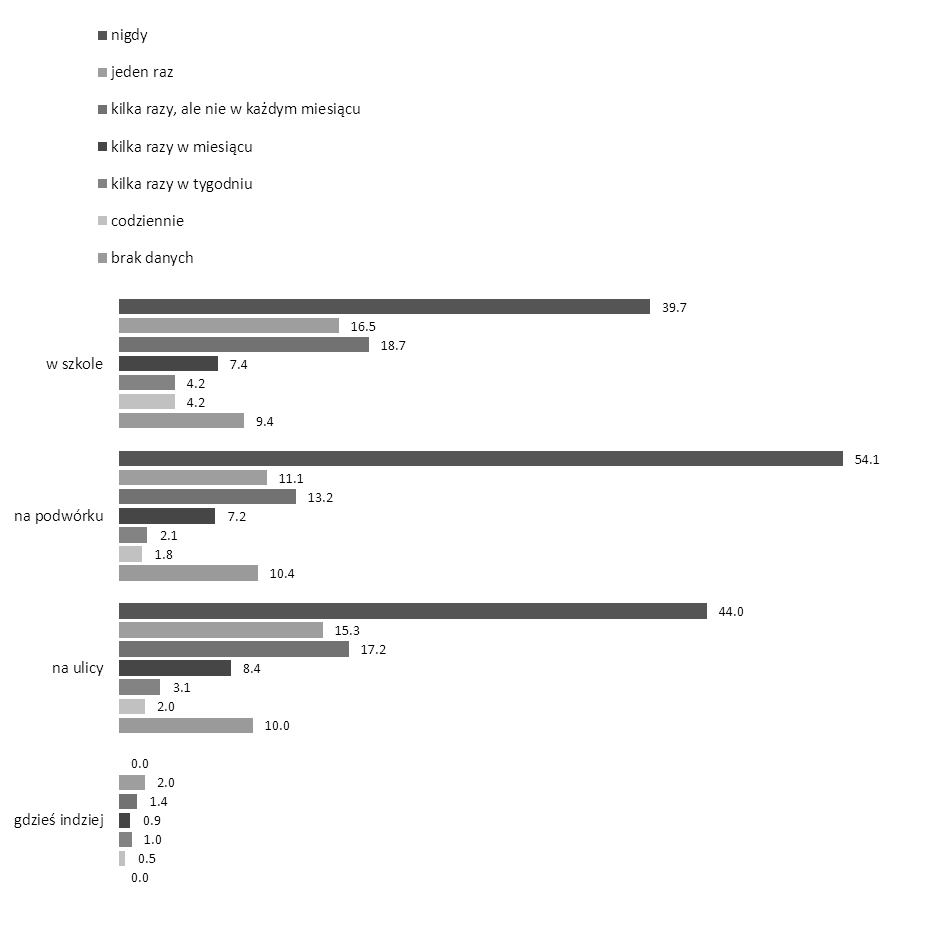 nigdy
jeden raz
kilka razy, ale nie w każdym miesiącu
kilka razy w miesiącu
kilka razy w tygodniu
codziennie
brak danych
39.7
16.5
18.7
w szkole
7.4
4.2
4.2
9.4
54.1
11.1
13.2
na podwórku
7.2
2.1
1.8
10.4
44.0
15.3
17.2
na ulicy
8.4
3.1
2.0
10.0
0.0
2.0
1.4
gdzieś indziej
0.9
1.0
0.5
0.0